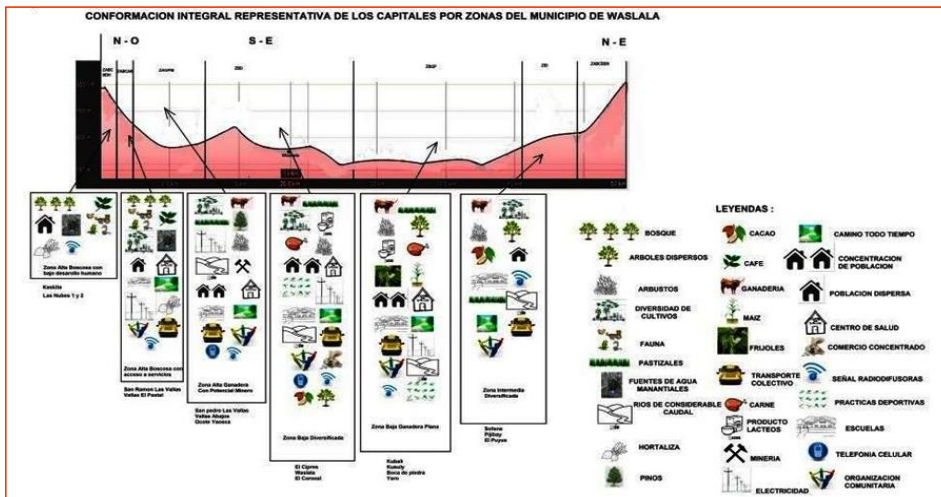 CONFORMACION INTEGRAL REPRESENTATIVA DE LOS CAPITALES POR ZONAS DEL MUNICIPIO DE WASLALA
N - O
S - E
N - E
Zona Alta Boscosa con
bajo desarrollo humano
Kaskita
Las Nubes 1 y 2
Zona Alta Boscosa con
acceso a servicios
San Ramon Las Vallas
Vallas El Pastal
Zona Alta Ganadera
Con Potencial Minero
San pedro Las Vallas
Vallas Abajos
Ocote Yaosca
Zona Baja Diversificada
El Cipres
Waslala
El Corozal
Zona Baja Ganadera Plana
Kubali
Kusuly
Boca de piedra
Yaro
Zona Intermedia
Diversificada
Sofana
Pijibay
El Puyus
LEYENDAS :
BOSQUE
ARBOLES DISPERSOS
ARBUSTOS
DIVERSIDAD DE
CULTIVOS
FAUNA
PASTIZALES
FUENTES DE AGUA
MANANTIALES
RIOS DE CONSIDERABLE
CAUDAL
HORTALIZA
PINOS
CACAO
CAFE
GANADERIA
MAIZ
FRIJOLES
TRANSPORTE
COLECTIVO
CARNE
PRODUCTO
LACTEOS
MINERIA
ELECTRICIDAD
CAMINO TODO TIEMPO
CONCENTRACION
DE POBLACION
POBLACION DISPERSA
CENTRO DE SALUD
COMERCIO CONCENTRADO
SEÑAL RADIODIFUSORAS
PRACTICAS DEPORTIVAS
ESCUELAS
TELEFONIA CELULAR
ORGANIZACION
COMUNITARIA